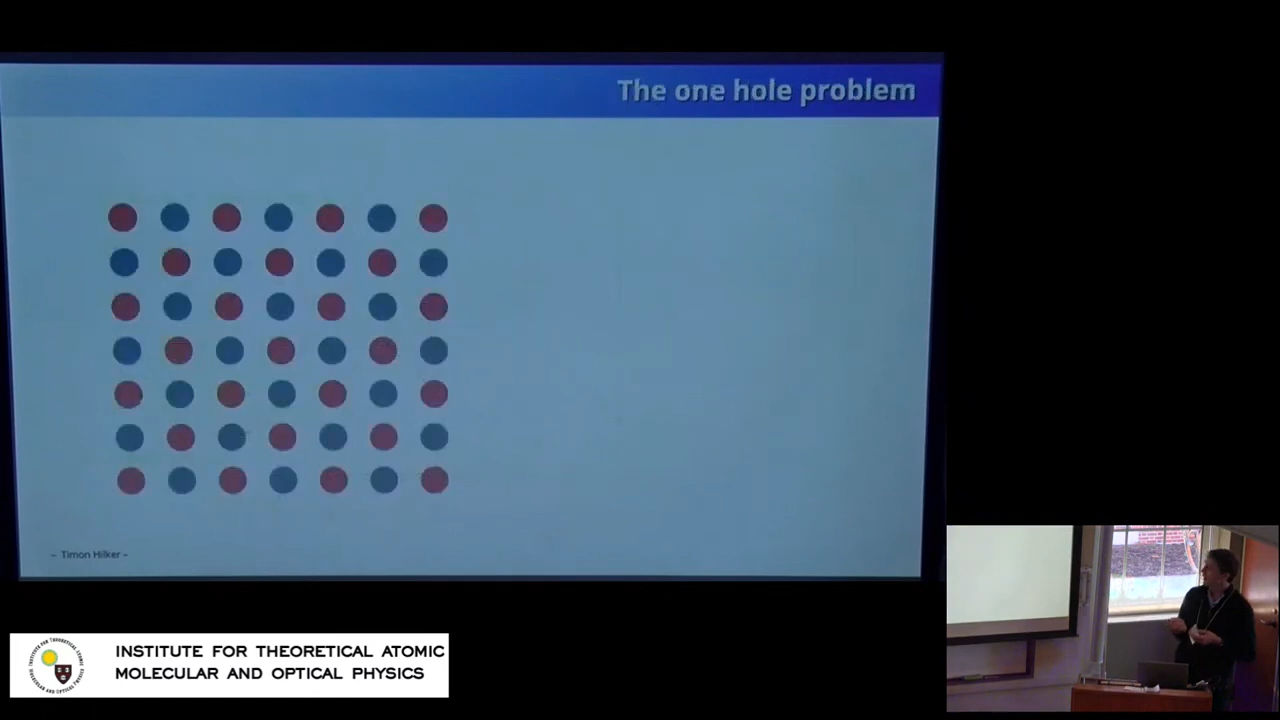 The one hole problem
– Timon Hilker –
INSTITUTE FOR THEORETICAL ATOMIC
MOLECULAR AND OPTICAL PHYSICS